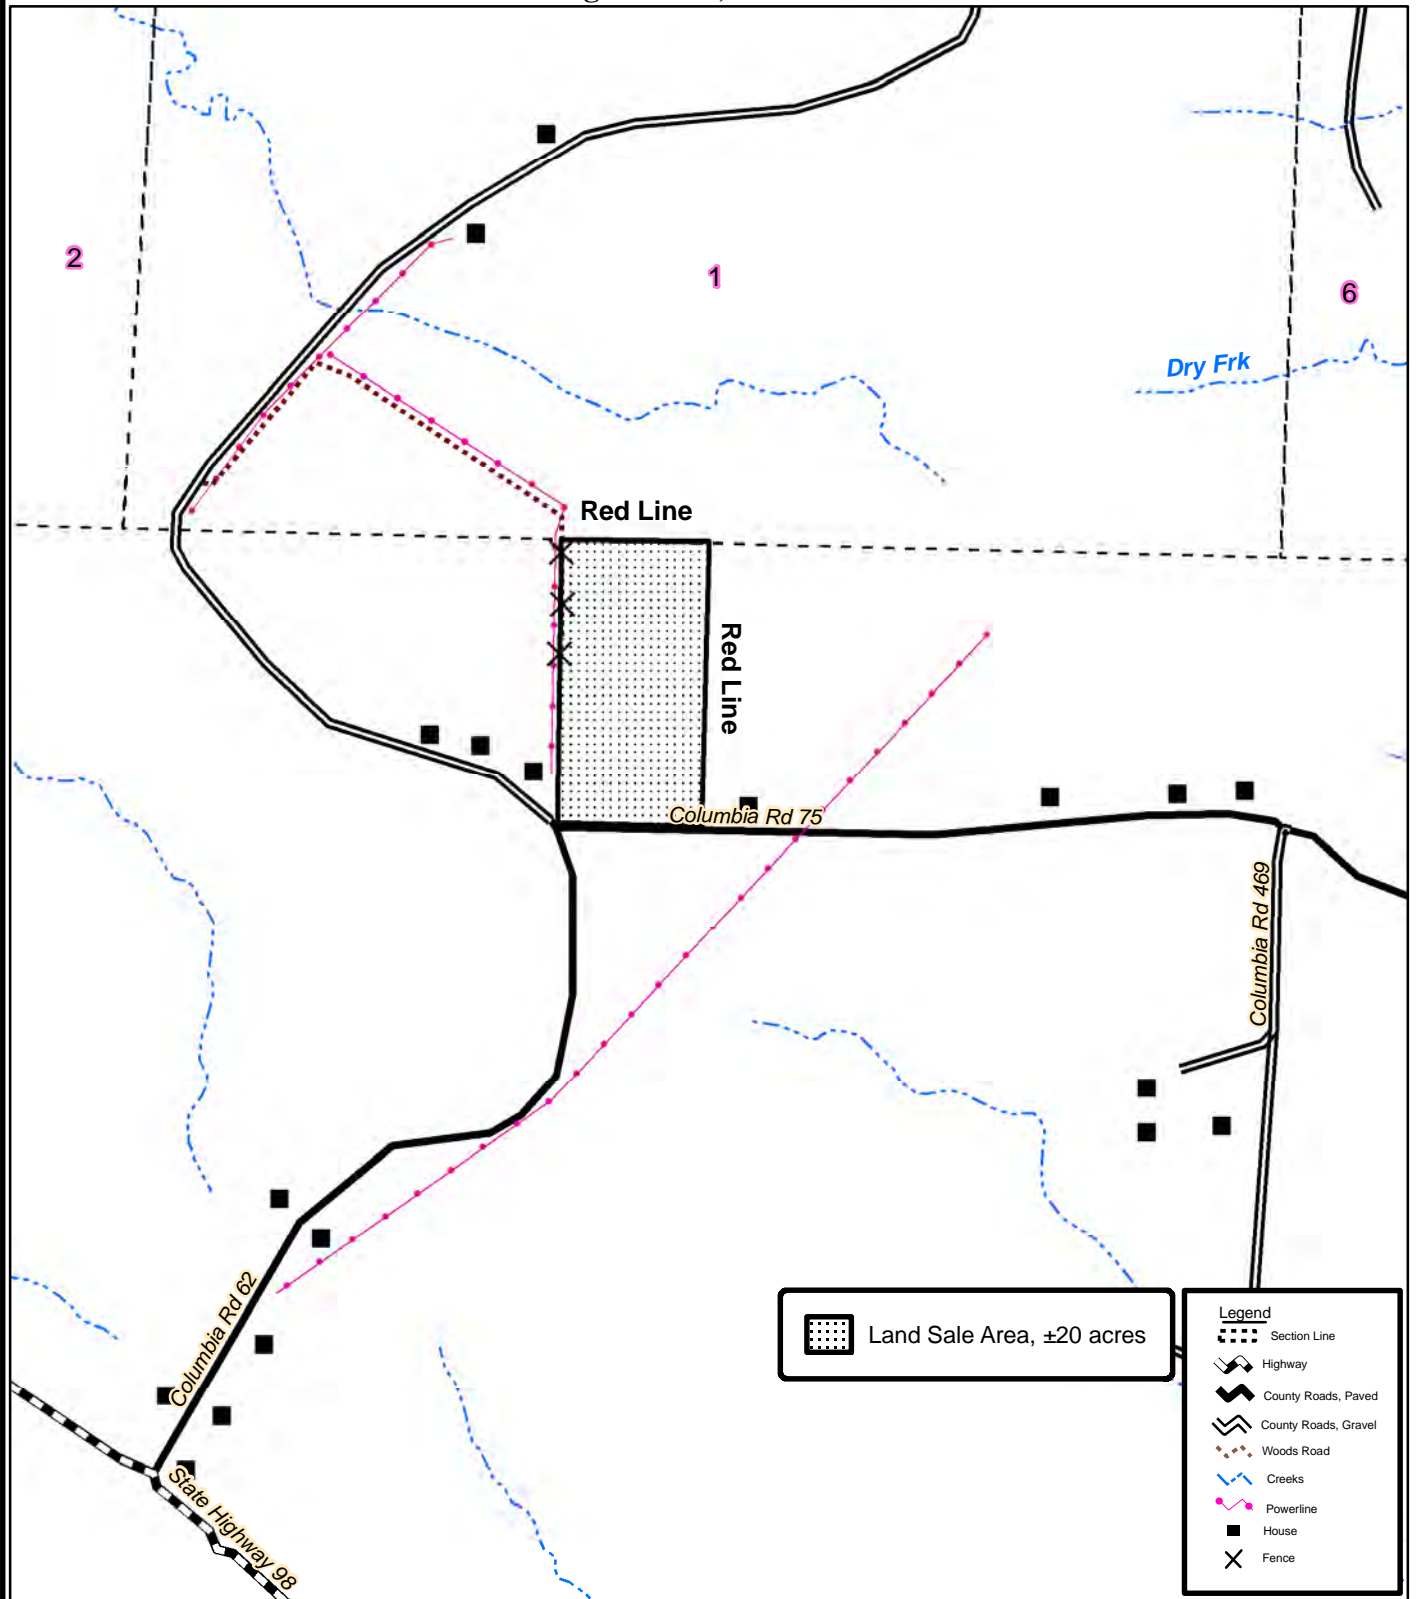 2
1
6
Dry Frk
Red Line
Red Line
Columbia Rd 75
Columbia Rd 469
Columbia Rd 62
State Highway 98
Land Sale Area, ±20 acres
Legend
Section Line
Highway
County Roads, Paved
County Roads, Gravel
Woods Road
Creeks
Powerline
House
Fence